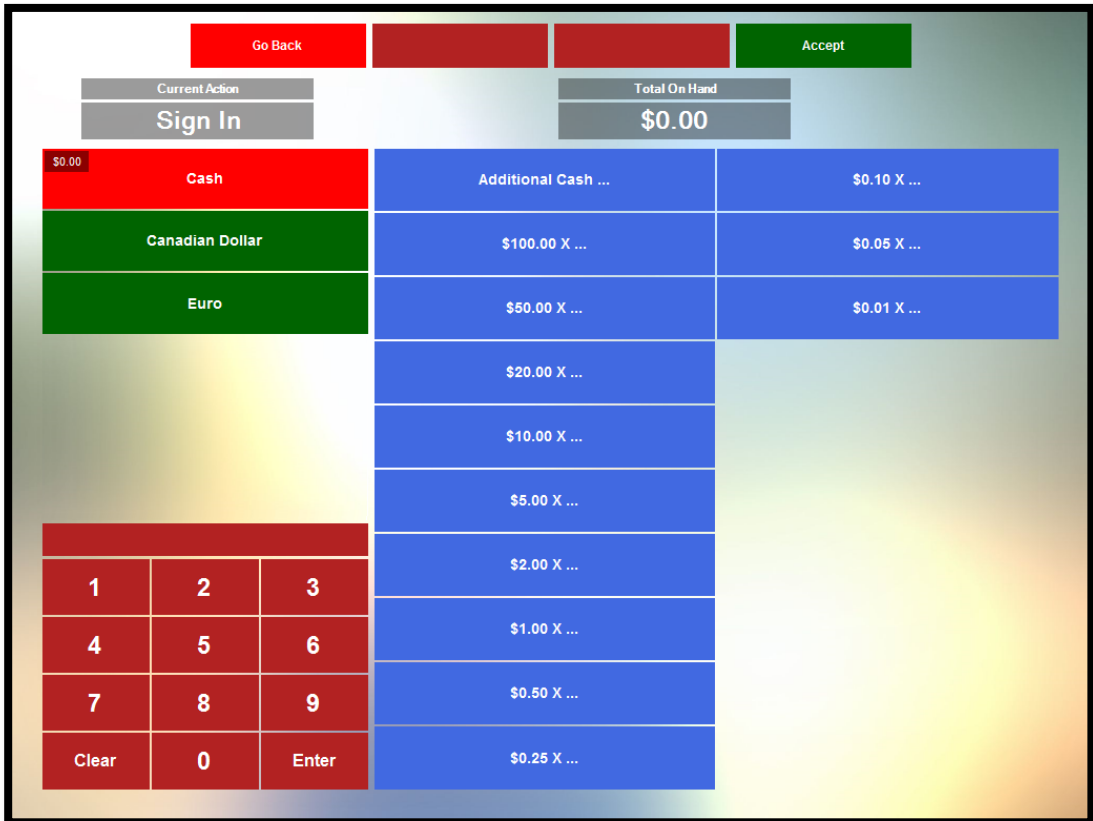 Go Back
Accept
Current Action
Total On Hand
Sign In
$0.00
$0.00
Cash
Canadian Dollar
Euro
Additional Cash ...
$100.00 X ...
$50.00 X ...
$20.00 X ...
$10.00 X ...
$5.00 X ...
$2.00 X ...
$1.00 X ...
$0.50 X ...
$0.25 X ...
$0.10 X ...
$0.05 X ...
$0.01 X ...
1 2 3
4 5 6
7 8 9
Clear 0 Enter